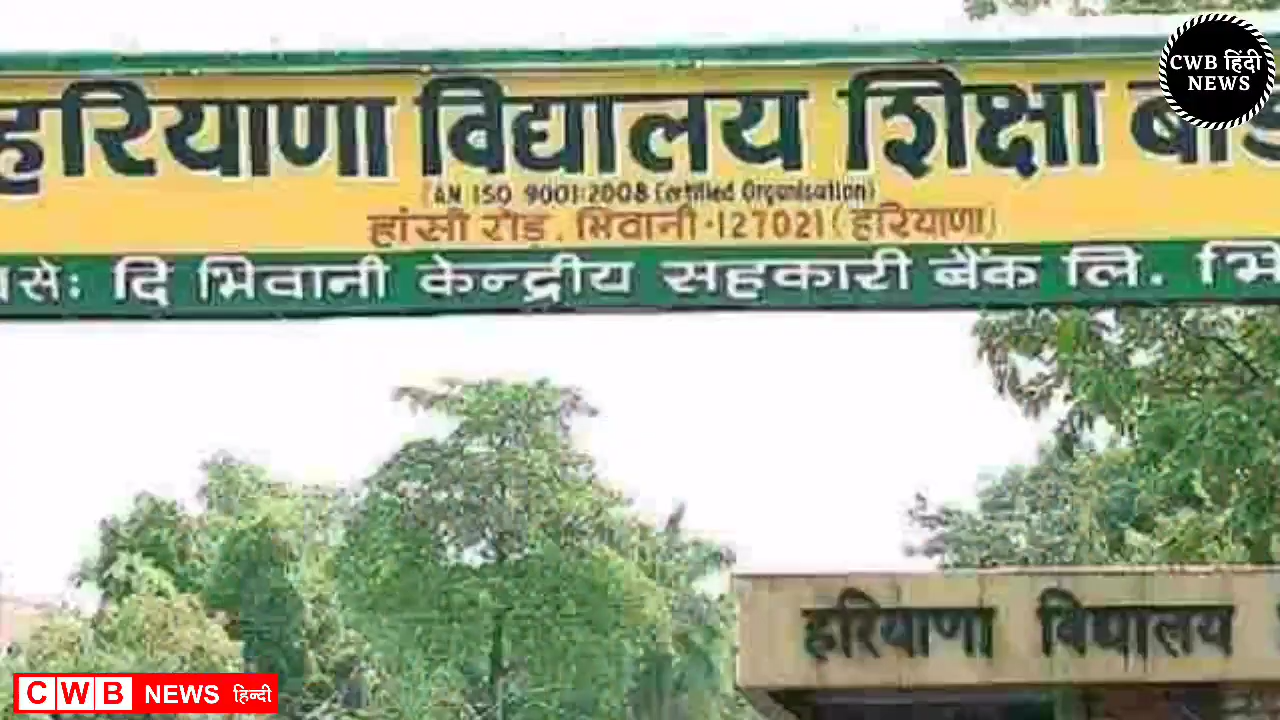 हरियाणा विद्यालय शिक्षा
(AN ISO 9001:2008 Certified Organisation)
हांसी रोड़, भिवानी-127021 (हरियाणा)
दि भिवानी केन्द्रीय सहकारी बैंक लि.
हरियाणा विद्यालय
CWB हिंदी
NEWS
CWB NEWS हिन्दी